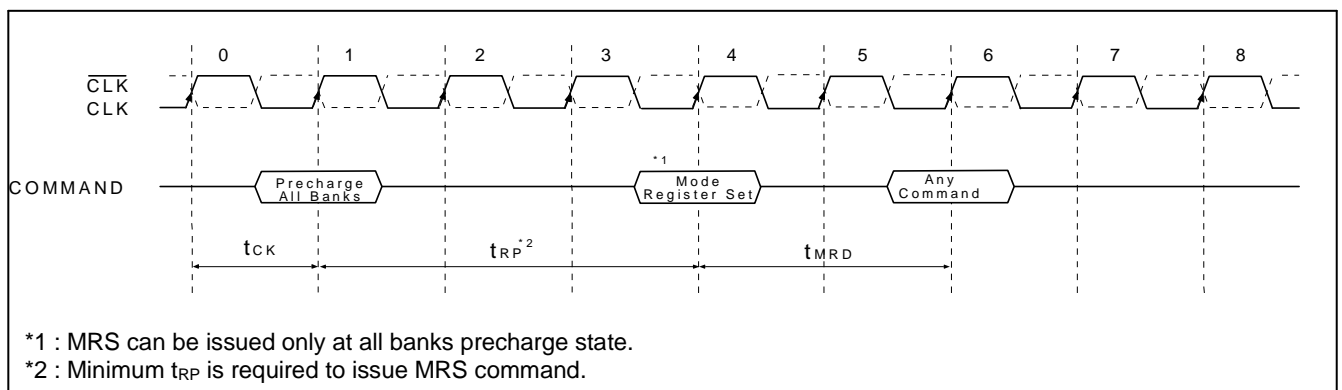 0 1 2 3 4 5 6 7 8
CLK
CLK
COMMAND
Precharge
All Banks
*1
Mode
Register Set
Any
Command
tCK
tRP*2
tMRD
*1 : MRS can be issued only at all banks precharge state.
*2 : Minimum tRP is required to issue MRS command.